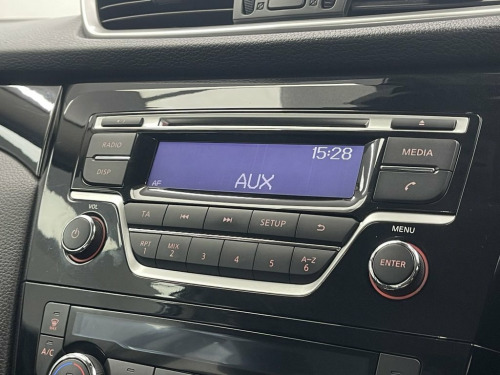 RADIO
DISP
15:28
AF
AUX
MEDIA
VOL
TA
SETUP
MENU
RPT
1
MIX
2
3
4
5
A-Z
6
ENTER
A/C